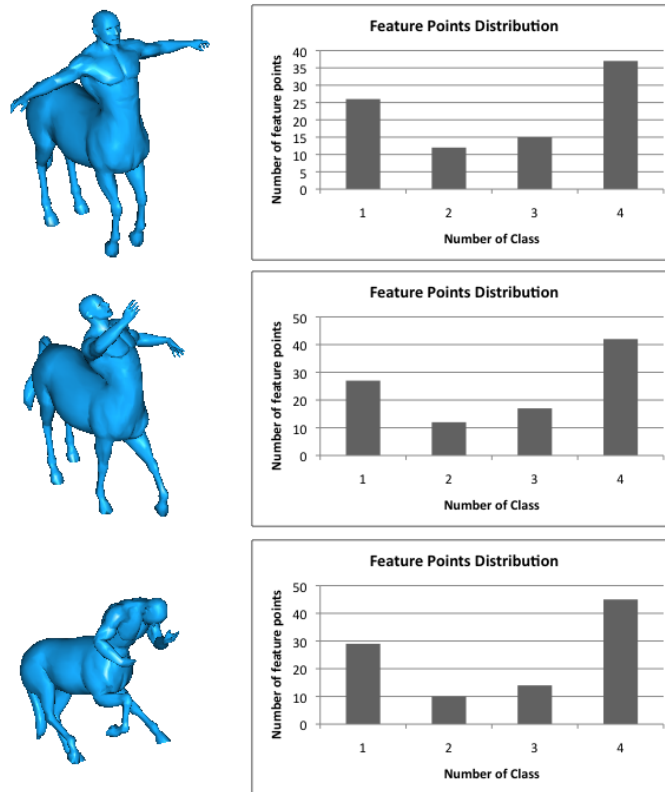 Feature Points Distribution
Number of feature points
40
35
30
25
20
15
10
5
0
1 2 3 4
Number of Class
Feature Points Distribution
Number of feature points
50
40
30
20
10
0
1 2 3 4
Number of Class
Feature Points Distribution
Number of feature points
50
40
30
20
10
0
1 2 3 4
Number of Class